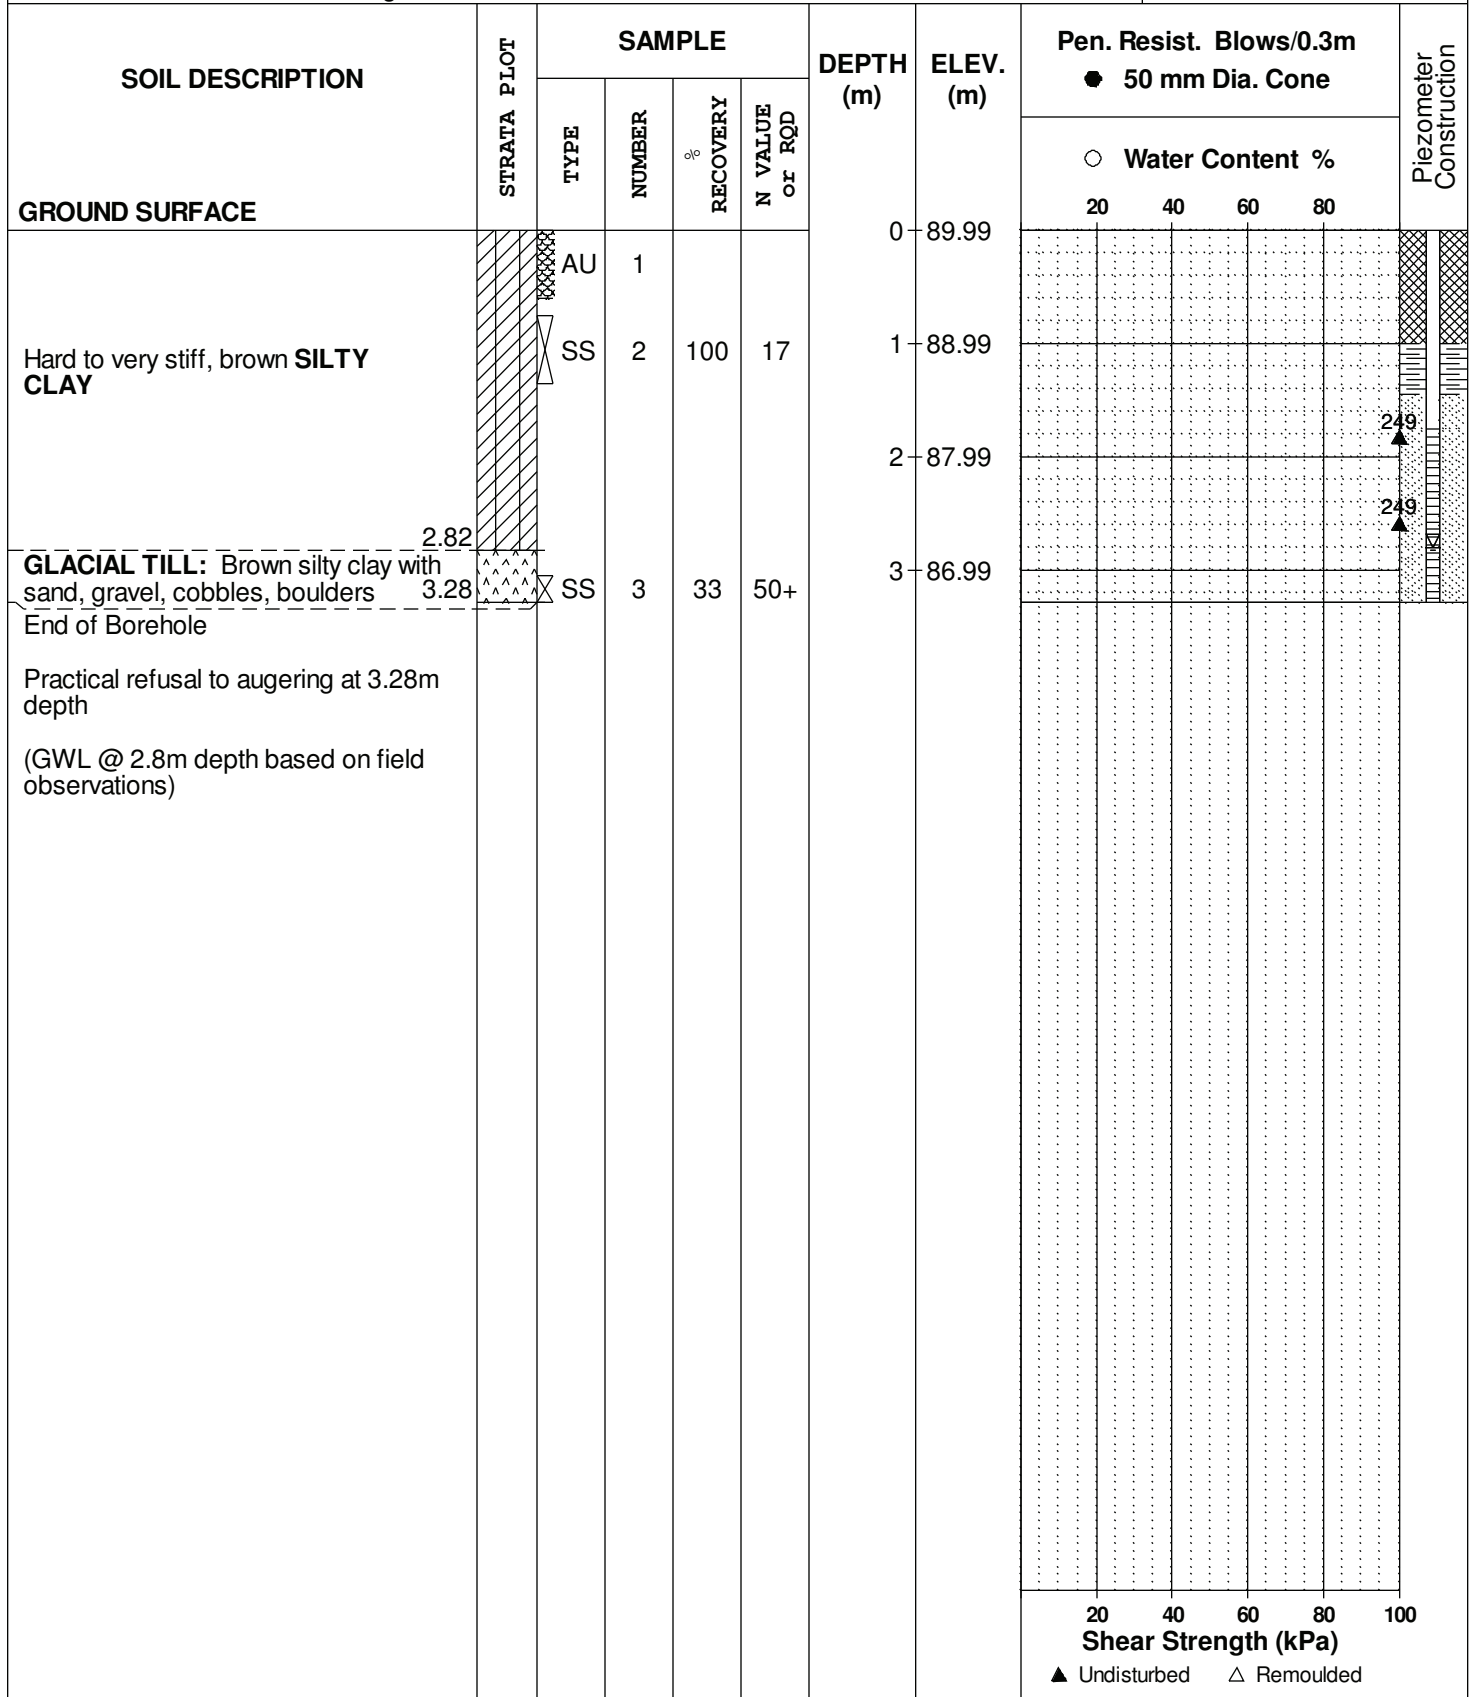 SOIL DESCRIPTION
GROUND SURFACE
STRATA PLOT
SAMPLE
TYPE
NUMBER
%
RECOVERY
N VALUE
or RQD
DEPTH
(m)
ELEV.
(m)
Pen. Resist. Blows/0.3m
● 50 mm Dia. Cone
○ Water Content %
20 40 60 80
Piezometer
Construction
0 89.99
AU 1
Hard to very stiff, brown SILTY
CLAY
SS 2 100 17
1 88.99
249
2 87.99
249
2.82
GLACIAL TILL: Brown silty clay with
sand, gravel, cobbles, boulders 3.28
SS 3 33 50+
3 86.99
End of Borehole
Practical refusal to augering at 3.28m
depth
(GWL @ 2.8m depth based on field
observations)
20 40 60 80 100
Shear Strength (kPa)
▲ Undisturbed △ Remoulded